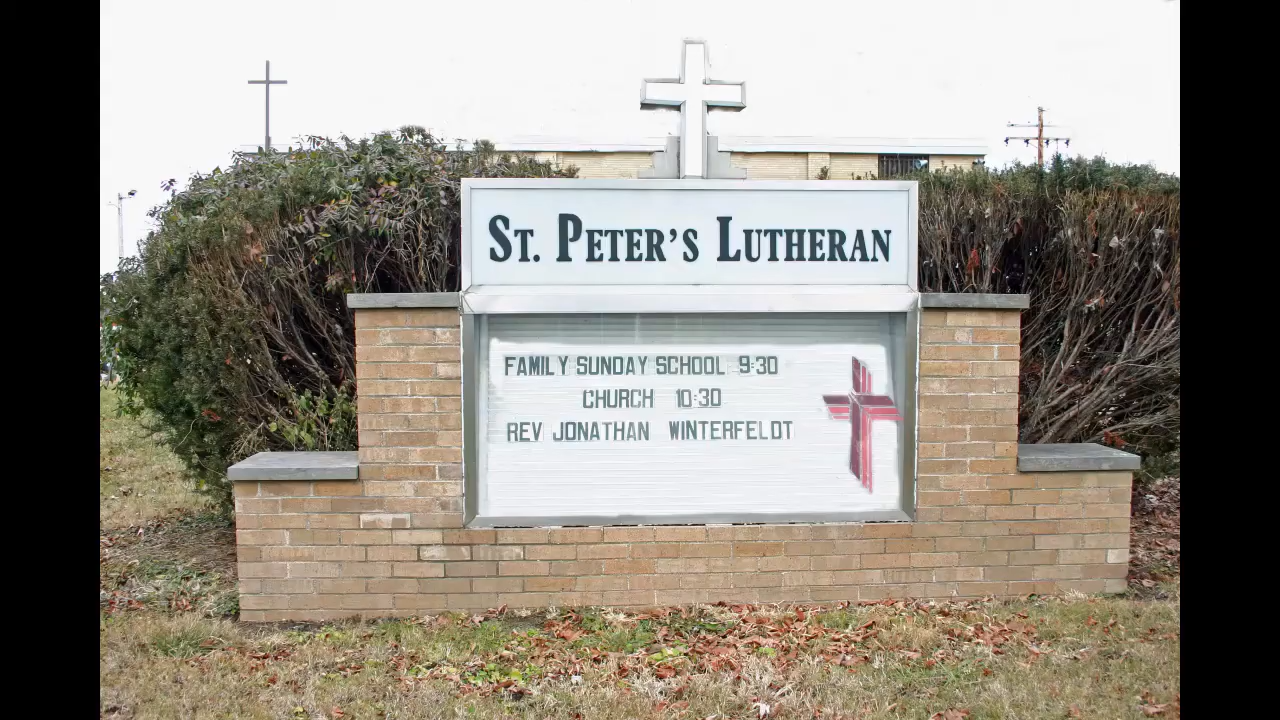 ST. PETER'S LUTHERAN
FAMILY SUNDAY SCHOOL 9:30
CHURCH 10:30
REV JONATHAN WINTERFELDT